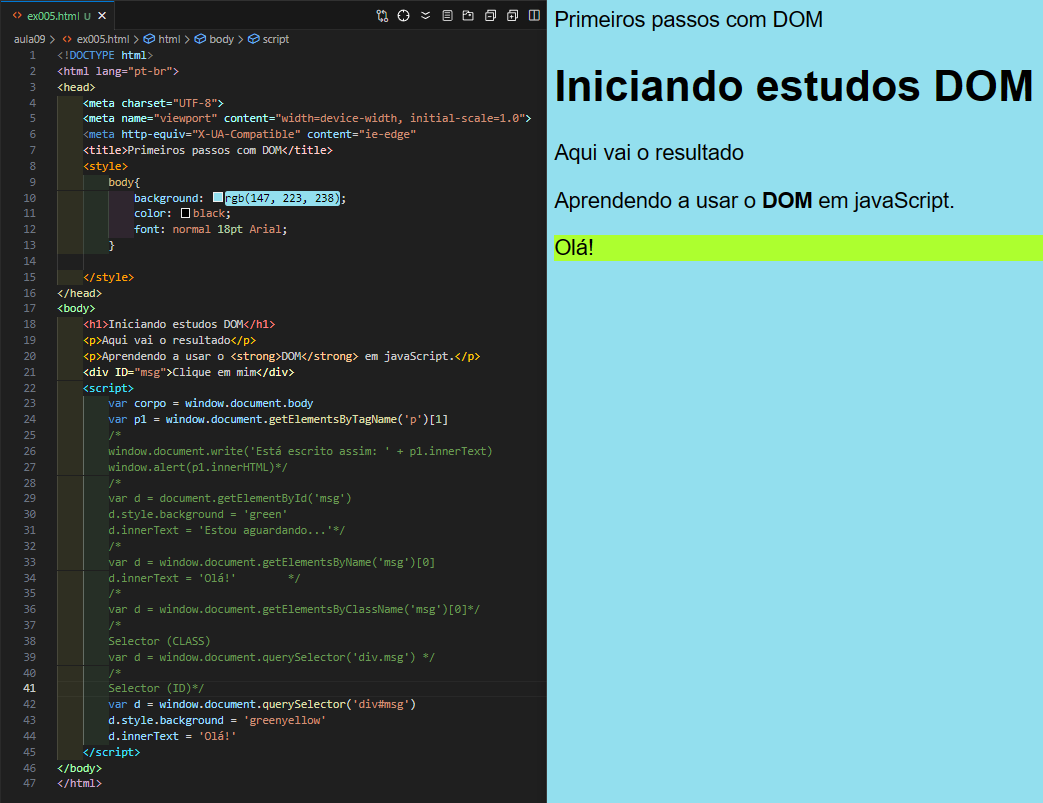 ex005.html U
aula09 > ex005.html > html > body > script
1 <!DOCTYPE html>
2 <html lang="pt-br">
3 <head>
4 <meta charset="UTF-8">
5 <meta name="viewport" content="width=device-width, initial-scale=1.0">
6 <meta http-equiv="X-UA-Compatible" content="ie-edge"
7 <title>Primeiros passos com DOM</title>
8 <style>
9 body{
10 background: rgb(147, 223, 238);
11 color: black;
12 font: normal 18pt Arial;
13 }
14
15 </style>
16 </head>
17 <body>
18 <h1>Iniciando estudos DOM</h1>
19 <p>Aqui vai o resultado</p>
20 <p>Aprendendo a usar o <strong>DOM</strong> em javaScript.</p>
21 <div ID="msg">Clique em mim</div>
22 <script>
23 var corpo = window.document.body
24 var p1 = window.document.getElementsByTagName('p')[1]
25 /*
26 window.document.write('Está escrito assim: ' + p1.innerText)
27 window.alert(p1.innerHTML)*/
28 /*
29 var d = document.getElementById('msg')
30 d.style.background = 'green'
31 d.innerText = 'Estou aguardando...'*/
32 /*
33 var d = window.document.getElementsByName('msg')[0]
34 d.innerText = 'Olá!' */
35 /*
36 var d = window.document.getElementsByClassName('msg')[0]*/
37 /*
38 Selector (CLASS)
39 var d = window.document.querySelector('div.msg') */
40 /*
41 Selector (ID)*/
42 var d = window.document.querySelector('div#msg')
43 d.style.background = 'greenyellow'
44 d.innerText = 'Olá!'
45 </script>
46 </body>
47 </html>
Primeiros passos com DOM
Iniciando estudos DOM
Aqui vai o resultado
Aprendendo a usar o DOM em javaScript.
Olá!